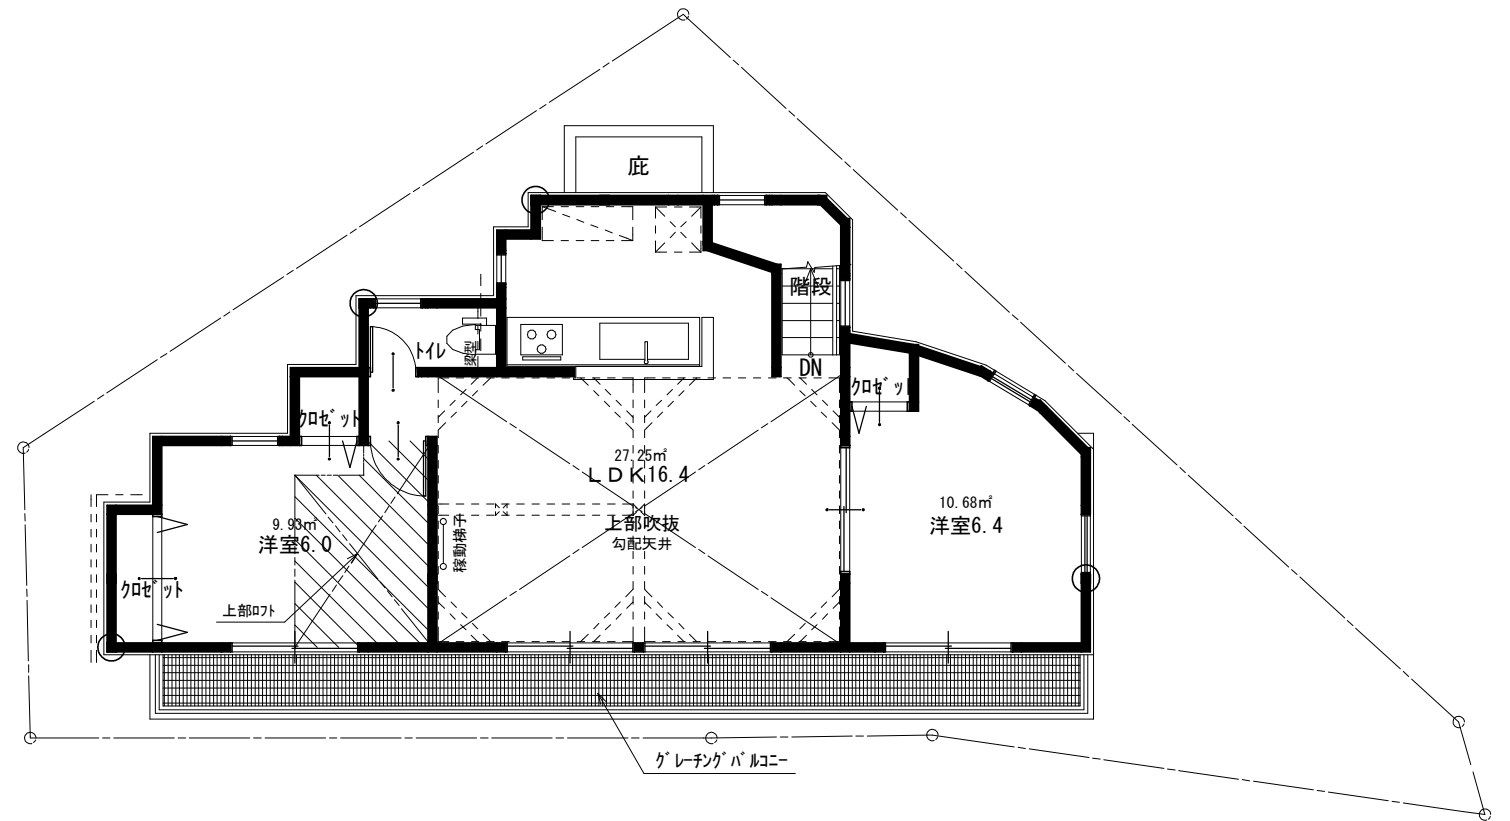 庇
階段
DN
トイレ
梁型
クロゼット
クロゼット
27.25㎡
LDK16.4
上部吹抜
勾配天井
稼動梯子
10.68㎡
洋室6.4
9.93㎡
洋室6.0
クロゼット
上部ロフト
グレーチングバルコニー